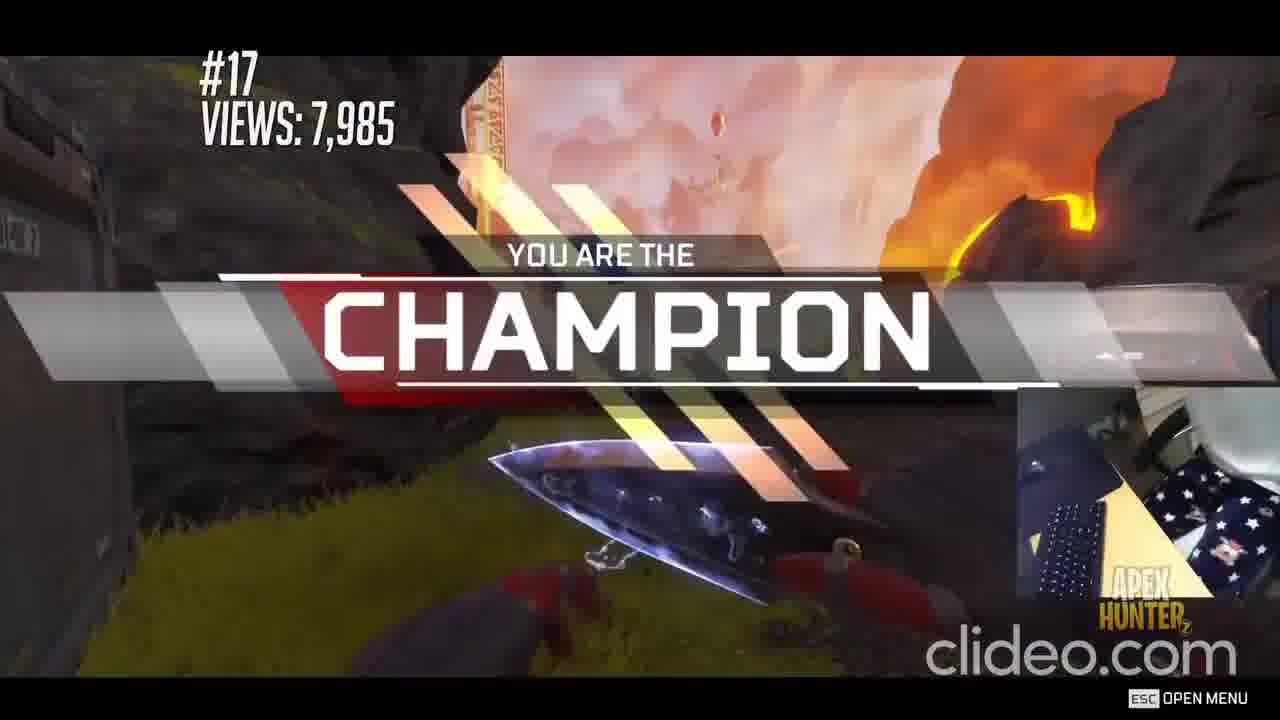 #17
VIEWS: 7,985
YOU ARE THE
CHAMPION
APEX
HUNTERZ
clideo.com
ESC OPEN MENU